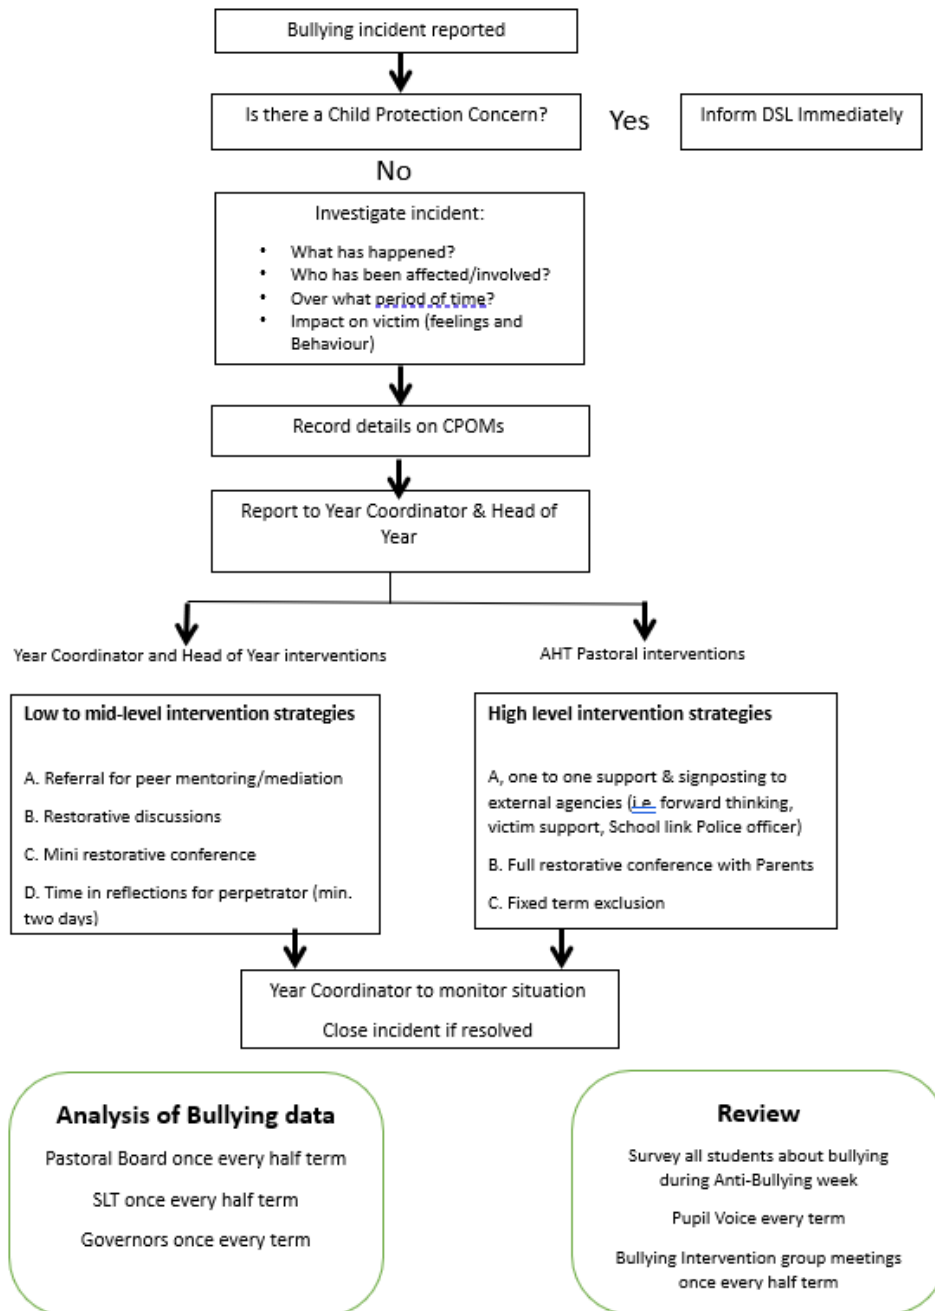 Bullying incident reported
Is there a Child Protection Concern?
Yes
Inform DSL Immediately
No
Investigate incident:
• What has happened?
• Who has been affected/involved?
• Over what period of time?
• Impact on victim (feelings and
Behaviour)
Record details on CPOMs
Report to Year Coordinator & Head of
Year
Year Coordinator and Head of Year interventions
Low to mid-level intervention strategies
A. Referral for peer mentoring/mediation
B. Restorative discussions
C. Mini restorative conference
D. Time in reflections for perpetrator (min.
two days)
AHT Pastoral interventions
High level intervention strategies
A, one to one support & signposting to
external agencies (i.e. forward thinking,
victim support, School link Police officer)
B. Full restorative conference with Parents
C. Fixed term exclusion
Year Coordinator to monitor situation
Close incident if resolved
Analysis of Bullying data
Pastoral Board once every half term
SLT once every half term
Governors once every term
Review
Survey all students about bullying
during Anti-Bullying week
Pupil Voice every term
Bullying Intervention group meetings
once every half term